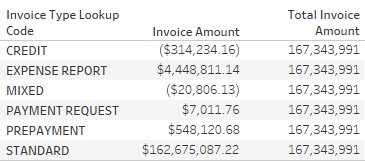 Invoice Type Lookup Total Invoice
Code Invoice Amount Amount
CREDIT ($314,234.16) 167,343,991
EXPENSE REPORT $4,448,811.14 167,343,991
MIXED ($20,806.13) 167,343,991
PAYMENT REQUEST $7,011.76 167,343,991
PREPAYMENT $548,120.68 167,343,991
STANDARD $162,675,087.22 167,343,991